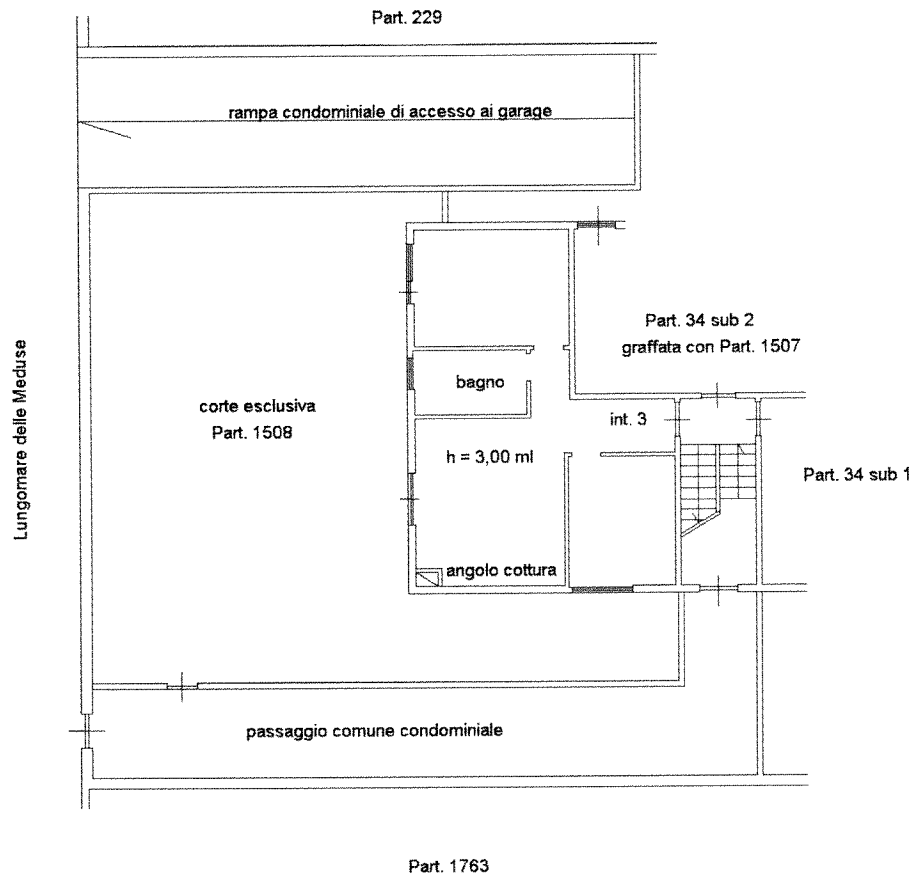 Part. 229
rampa condominiale di accesso ai garage
Part. 34 sub 2
graffata con Part. 1507
Lungomare delle Meduse
bagno
corte esclusiva
Part. 1508
int. 3
h = 3,00 ml
Part. 34 sub 1
angolo cottura
passaggio comune condominiale
Part. 1763